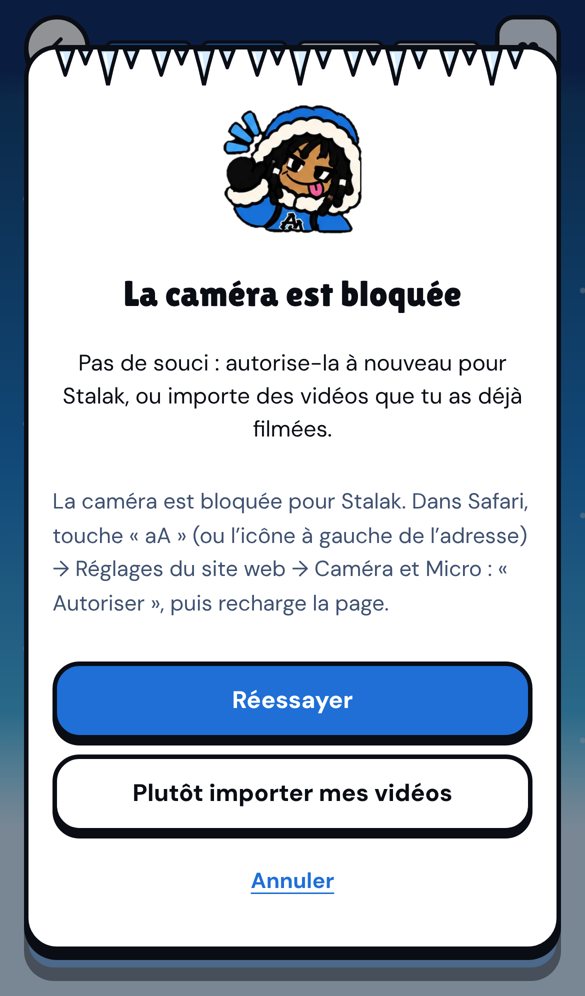 La caméra est bloquée
Pas de souci : autorise-la à nouveau pour
Stalak, ou importe des vidéos que tu as déjà
filmées.
La caméra est bloquée pour Stalak. Dans Safari,
touche « aA » (ou l’icône à gauche de l’adresse)
→ Réglages du site web → Caméra et Micro : «
Autoriser », puis recharge la page.
Réessayer
Plutôt importer mes vidéos
Annuler